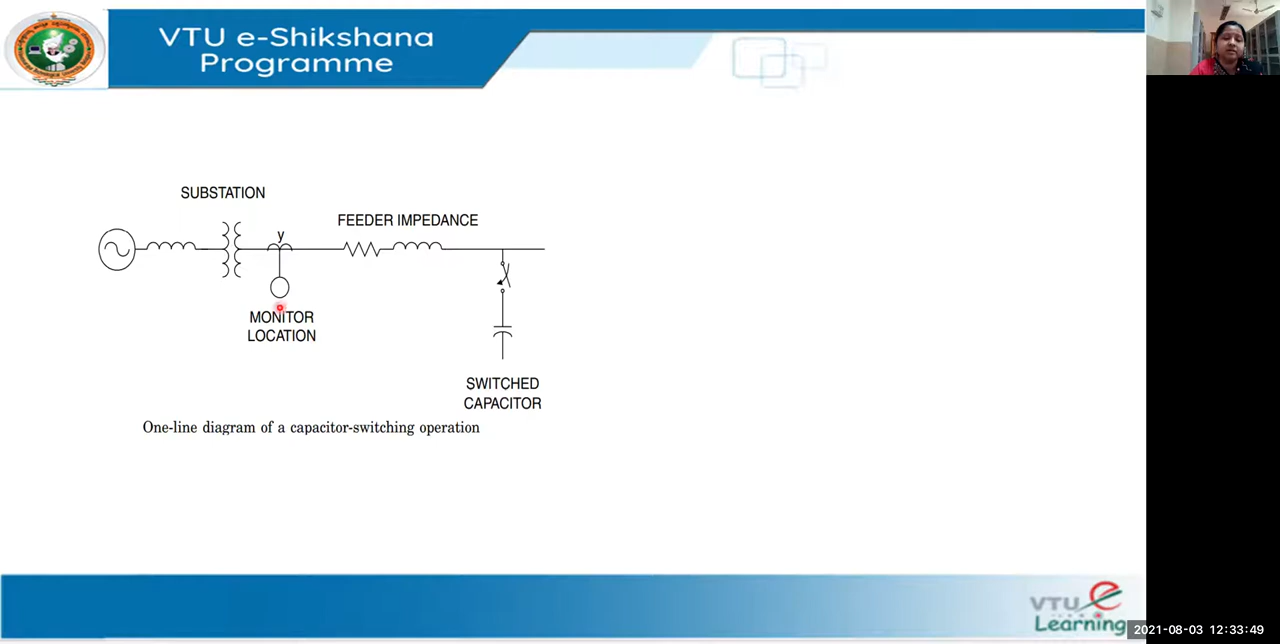 VTU e-Shikshana
Programme
SUBSTATION
FEEDER IMPEDANCE
y
MONITOR
LOCATION
SWITCHED
CAPACITOR
One-line diagram of a capacitor-switching operation
VTU
Learning
2021-08-03 12:33:49